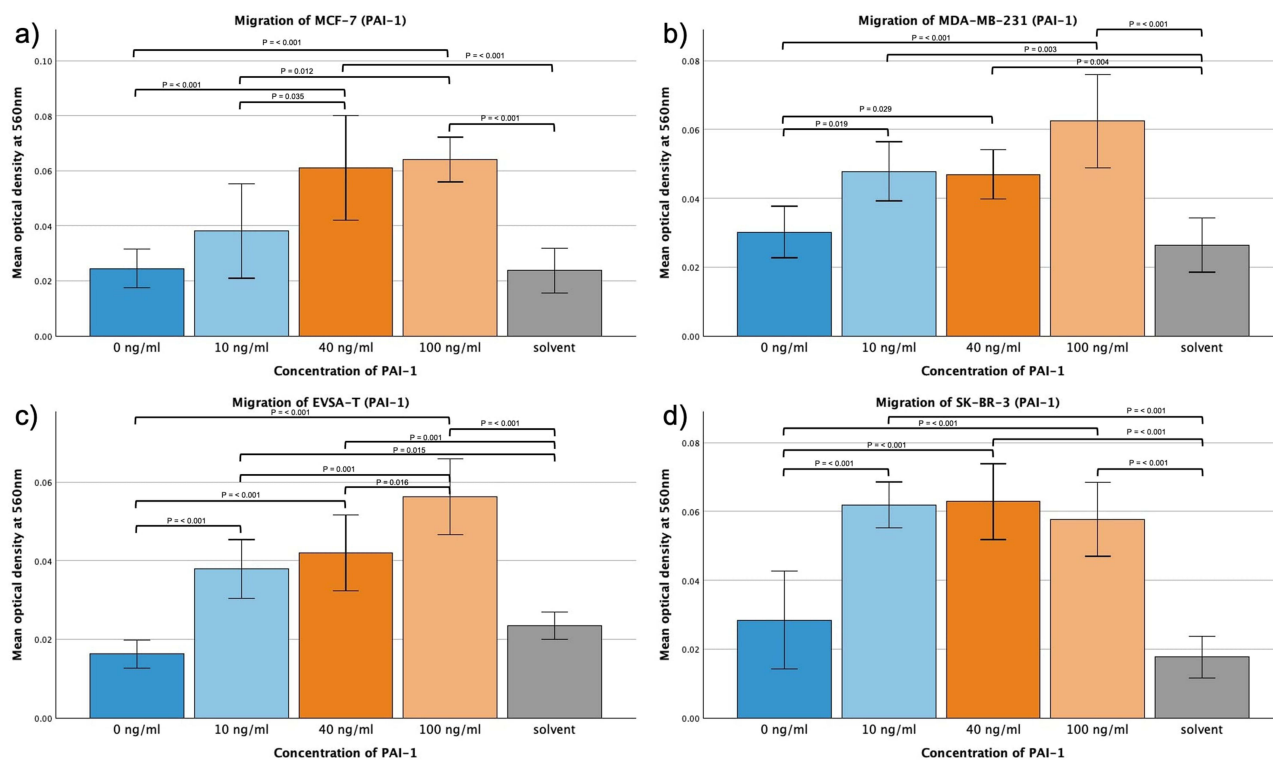 a)
Migration of MCF-7 (PAI-1)
P = <0.001
P = <0.001
P = 0.012
P = <0.001
P = 0.035
P = <0.001
Mean optical density at 560nm
0.10
0.08
0.06
0.04
0.02
0.00
0 ng/ml 10 ng/ml 40 ng/ml 100 ng/ml solvent
Concentration of PAI-1
b)
Migration of MDA-MB-231 (PAI-1)
P = <0.001
P = <0.001
P = 0.003
P = 0.004
P = 0.029
P = 0.019
Mean optical density at 560nm
0.08
0.06
0.04
0.02
0.00
0 ng/ml 10 ng/ml 40 ng/ml 100 ng/ml solvent
Concentration of PAI-1
c)
Migration of EVSA-T (PAI-1)
P = <0.001
P = <0.001
P = 0.001
P = 0.015
P = 0.001
P = 0.016
P = <0.001
P = <0.001
Mean optical density at 560nm
0.06
0.04
0.02
0.00
0 ng/ml 10 ng/ml 40 ng/ml 100 ng/ml solvent
Concentration of PAI-1
d)
Migration of SK-BR-3 (PAI-1)
P = <0.001
P = <0.001
P = <0.001
P = <0.001
P = <0.001
P = <0.001
Mean optical density at 560nm
0.08
0.06
0.04
0.02
0.00
0 ng/ml 10 ng/ml 40 ng/ml 100 ng/ml solvent
Concentration of PAI-1